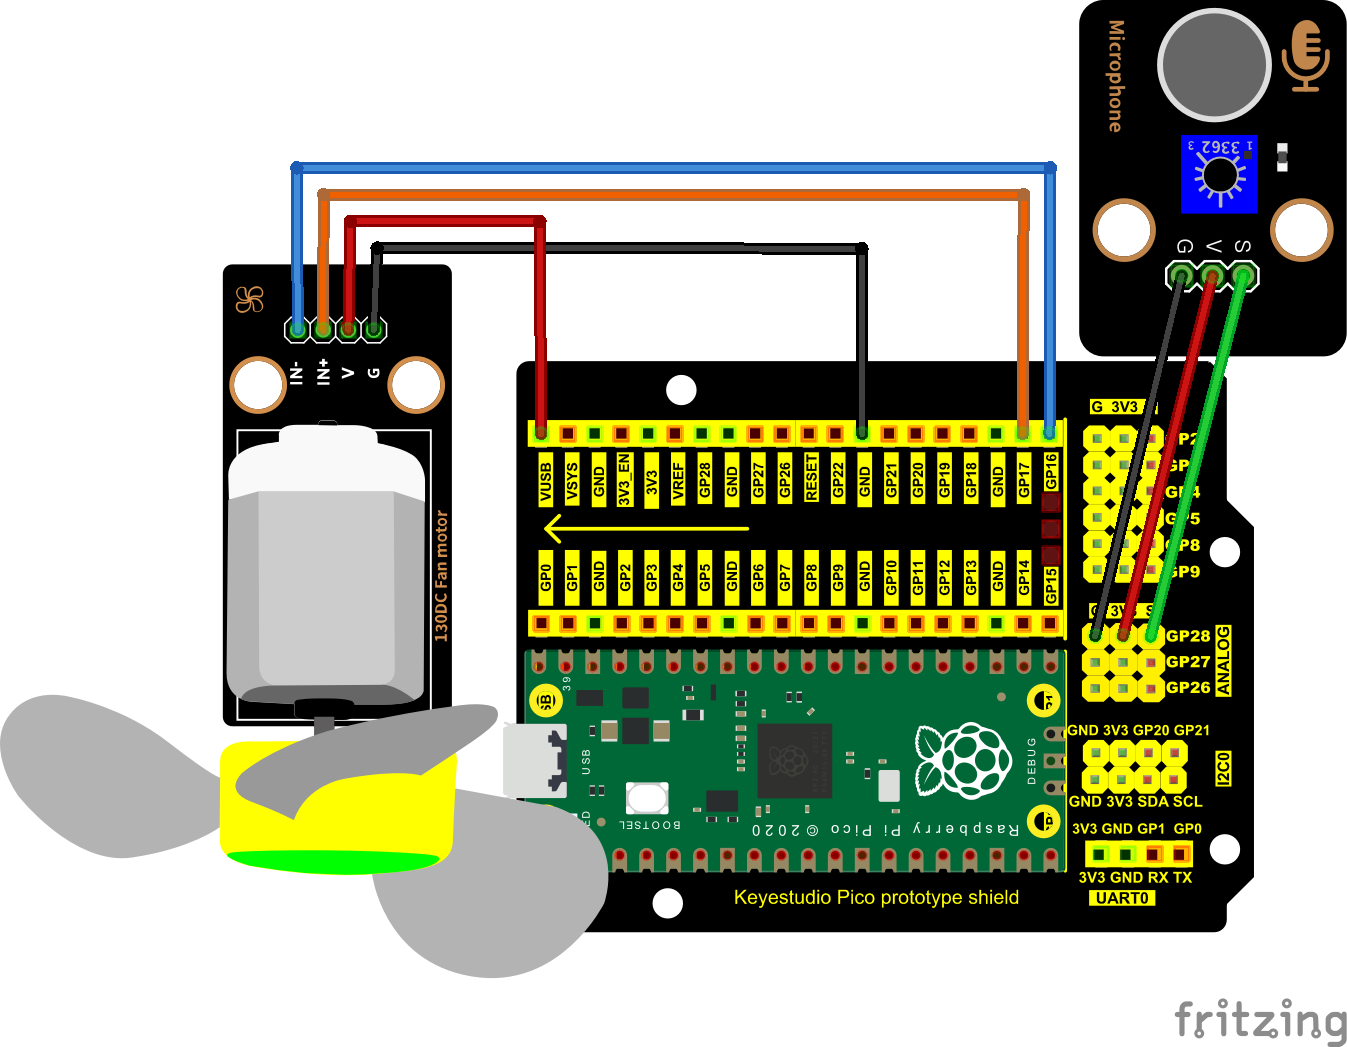 Microphone
3 3362 1
G V S
IN- IN+ V G
130DC Fan motor
G 3V3
VUSB VSYS GND 3V3_EN 3V3 VREF GP28 GND GP27 GP26 RESET GP22 GND GP21 GP20 GP19 GP18 GND GP17 GP16
GP0 GP1 GND GP2 GP3 GP4 GP5 GND GP6 GP7 GP8 GP9 GND GP10 GP11 GP12 GP13 GND GP14 GP15
GP5
GP8
GP9
G 3V3 S
GP28
GP27
GP26
ANALOG
39
USB
BOOTSEL
DEBUG
Raspberry Pi Pico © 2020
GND 3V3 GP20 GP21
I2C0
GND 3V3 SDA SCL
3V3 GND GP1 GP0
3V3 GND RX TX
UART0
Keyestudio Pico prototype shield
fritzing